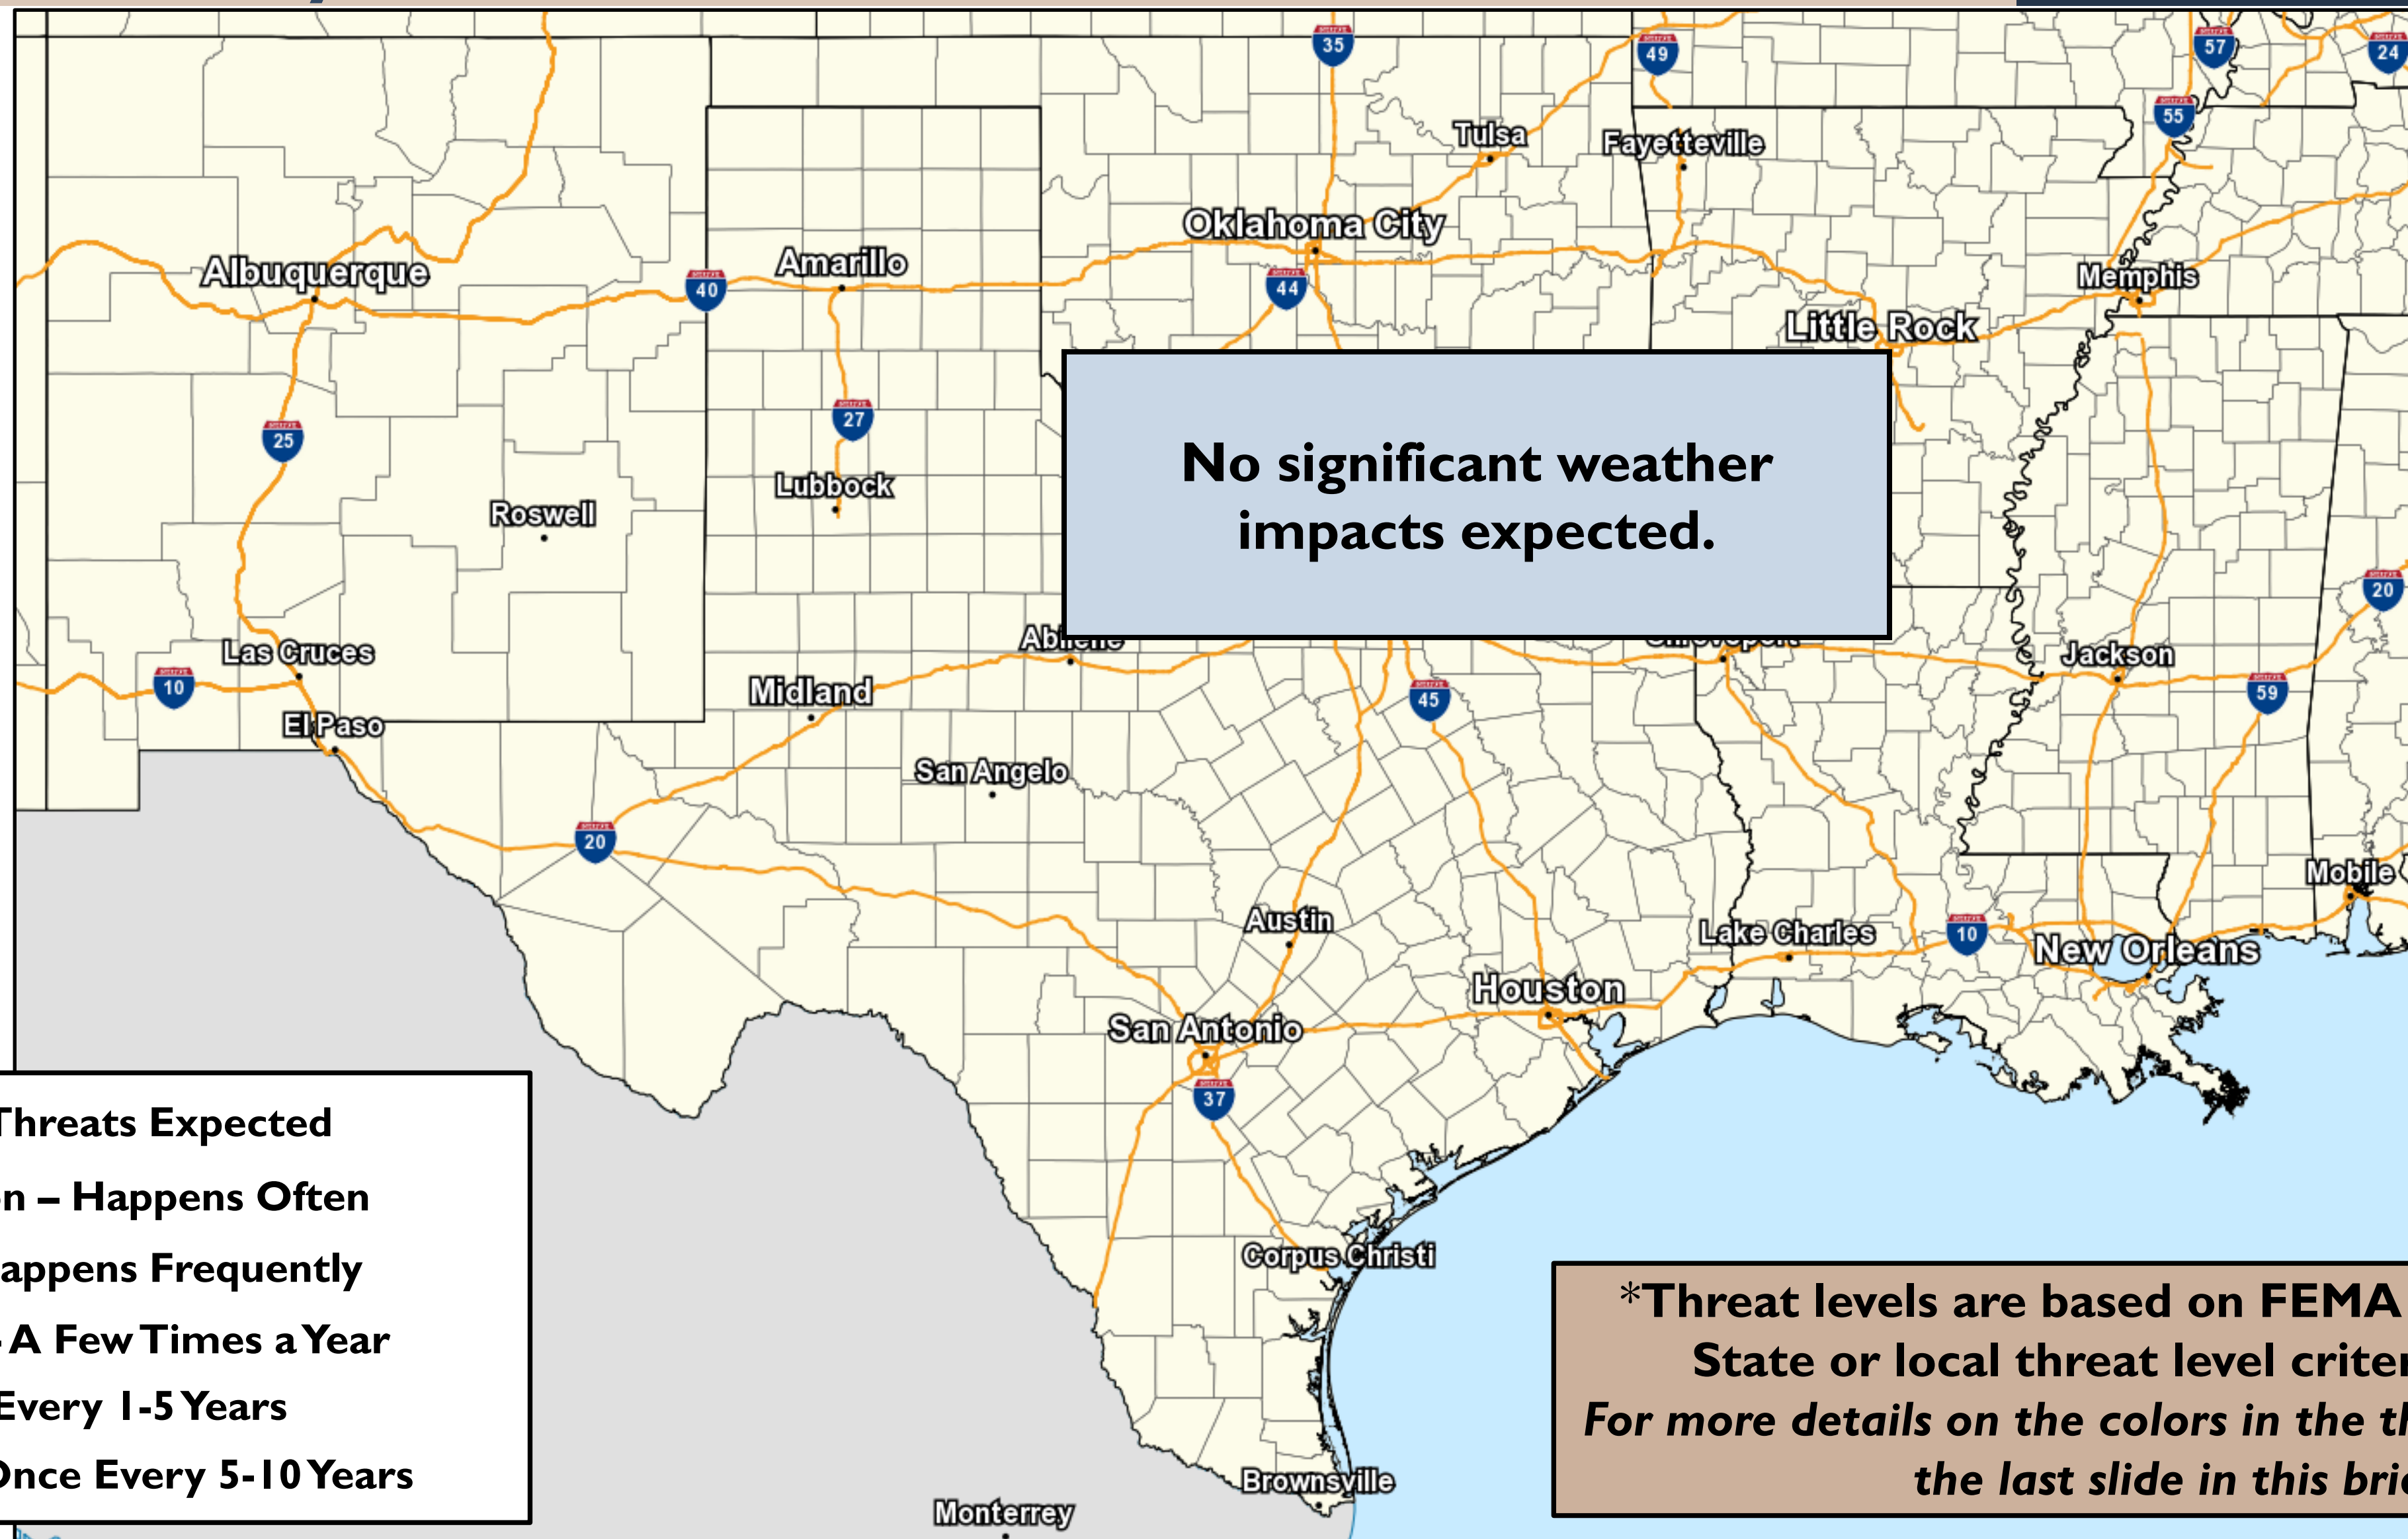 35
49
57
24
55
Tulsa
Fayetteville
Oklahoma City
Albuquerque
Amarillo
40
44
Memphis
Little Rock
27
25
No significant weather
impacts expected.
Lubbock
Roswell
20
Abilene
Shreveport
Las Cruces
Jackson
10
Midland
45
59
El Paso
San Angelo
20
Mobile
Austin
Lake Charles
10
New Orleans
Houston
San Antonio
37
Threats Expected
n – Happens Often
appens Frequently
- A Few Times a Year
Every 1-5 Years
Once Every 5-10 Years
Corpus Christi
*Threat levels are based on FEMA
State or local threat level criter
For more details on the colors in the th
the last slide in this brie
Brownsville
Monterrey